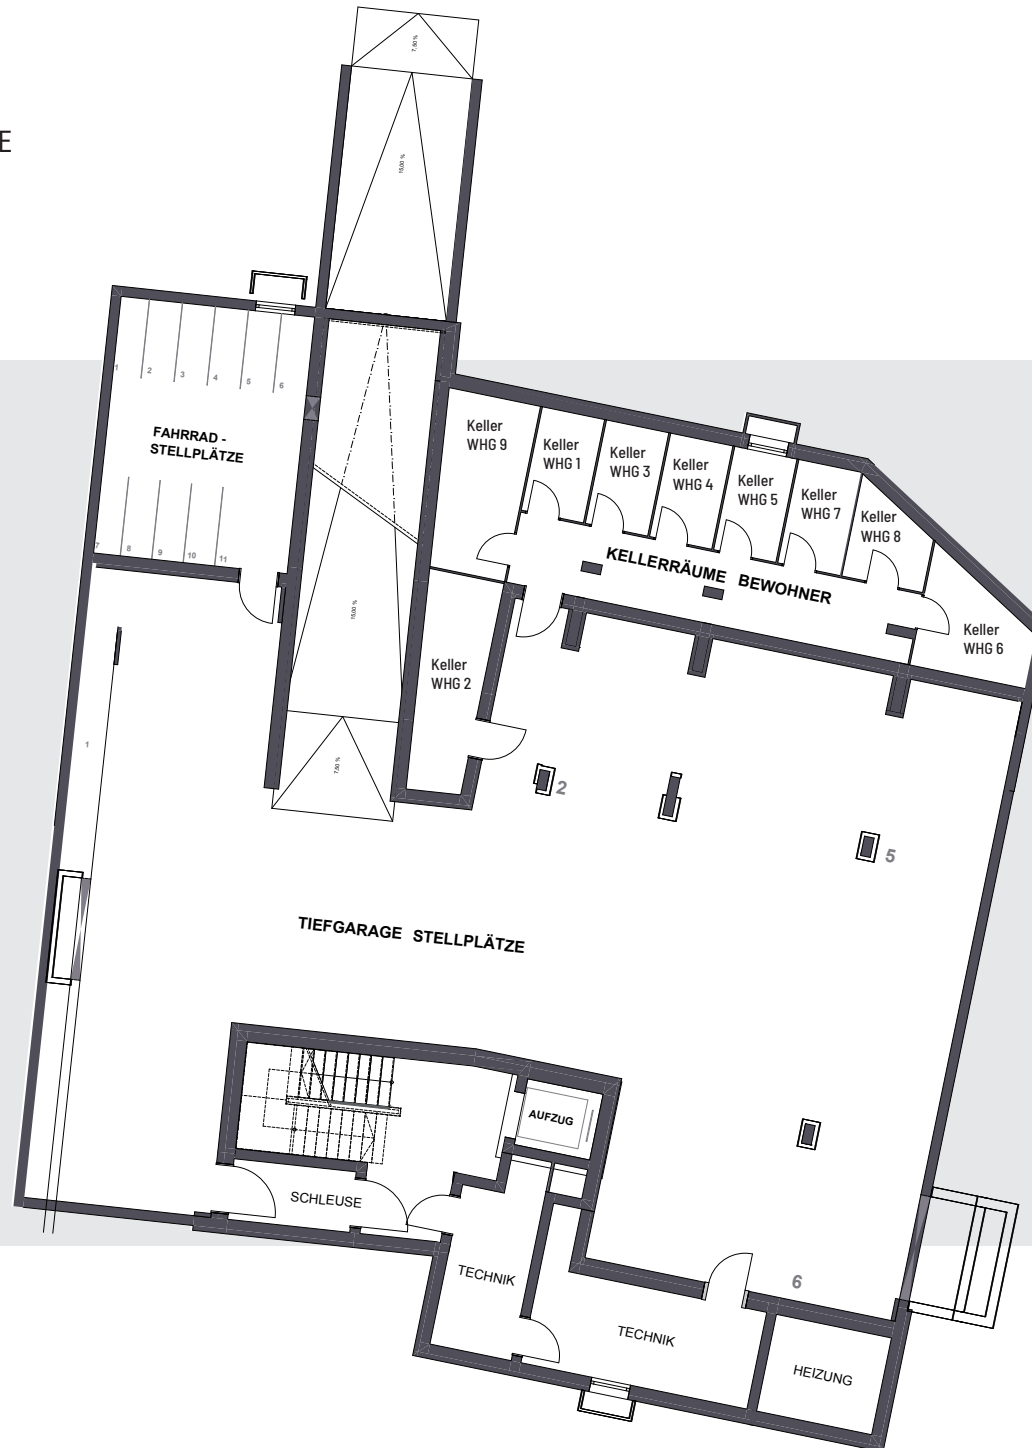 E
7,50 %
15,00 %
1
2
3
4
5
6
FAHRRAD -
STELLPLÄTZE
7
8
9
10
11
Keller
WHG 9
Keller
WHG 1
Keller
WHG 3
Keller
WHG 4
Keller
WHG 5
Keller
WHG 7
Keller
WHG 8
KELLERRÄUME BEWOHNER
Keller
WHG 6
Keller
WHG 2
15,00 %
7,50 %
1
2
5
TIEFGARAGE STELLPLÄTZE
AUFZUG
SCHLEUSE
TECHNIK
TECHNIK
6
HEIZUNG